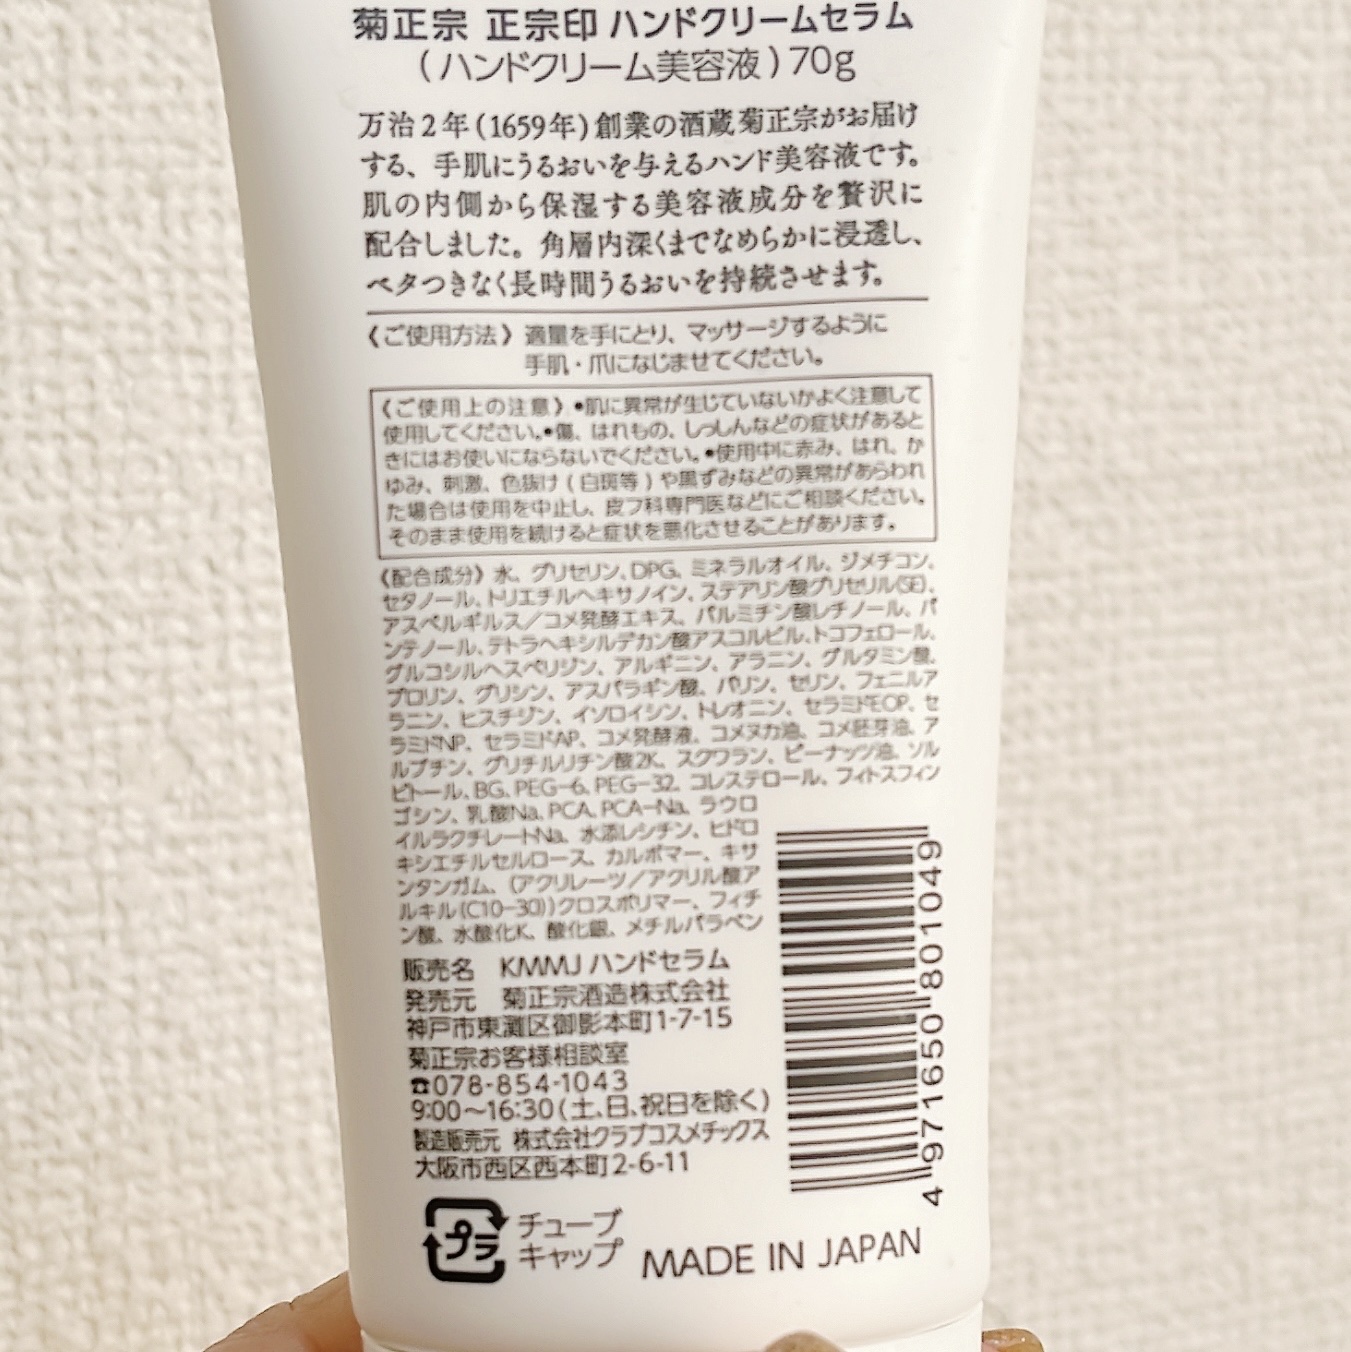 菊正宗 正宗印 ハンドクリームセラム
(ハンドクリーム美容液)70g
万治2年(1659年)創業の酒蔵菊正宗がお届け
する、手肌にうるおいを与えるハンド美容液です。
肌の内側から保湿する美容液成分を贅沢に
配合しました。角層内深くまでなめらかに浸透し、
ベタつきなく長時間うるおいを持続させます。
《ご使用方法》適量を手にとり、マッサージするように
手肌・爪になじませてください。
《ご使用上の注意》●肌に異常が生じていないかよく注意して
使用してください。●傷、はれもの、しっしんなどの症状があると
きにはお使いにならないでください。●使用中に赤み、はれ、か
ゆみ、刺激、色抜け(白斑等)や黒ずみなどの異常があらわれ
た場合は使用を中止し、皮フ科専門医などにご相談ください。
そのまま使用を続けると症状を悪化させることがあります。
《配合成分》水、グリセリン、DPG、ミネラルオイル、ジメチコン、
セタノール、トリエチルヘキサノイン、ステアリン酸グリセリル(SE)、
アスペルギルス/コメ発酵エキス、パルミチン酸レチノール、パ
ンテノール、テトラヘキシルデカン酸アスコルビル、トコフェロール、
グルコシルヘスペリジン、アルギニン、アラニン、グルタミン酸、
プロリン、グリシン、アスパラギン酸、バリン、セリン、フェニルア
ラニン、ヒスチジン、イソロイシン、トレオニン、セラミドEOP、セ
ラミドNP、セラミドAP、コメ発酵液、コメヌカ油、コメ胚芽油、ア
ルブチン、グリチルリチン酸2K、スクワラン、ピーナッツ油、ソル
ビトール、BG、PEG-6、PEG-32、コレステロール、フィトスフィン
ゴシン、乳酸Na、PCA、PCA-Na、ラウロ
イルラクチレートNa、水添レシチン、ヒドロ
キシエチルセルロース、カルボマー、キサ
ンタンガム、(アクリレーツ/アクリル酸ア
ルキル(C10-30))クロスポリマー、フィチ
ン酸、水酸化K、酸化銀、メチルパラベン
販売名 KMMJ ハンドセラム
発売元 菊正宗酒造株式会社
神戸市東灘区御影本町1-7-15
菊正宗お客様相談室
☎078-854-1043
9:00~16:30(土、日、祝日を除く)
製造販売元 株式会社クラブコスメチックス
大阪市西区西本町2-6-11
4 971650 801049
プラ
チューブ
キャップ
MADE IN JAPAN